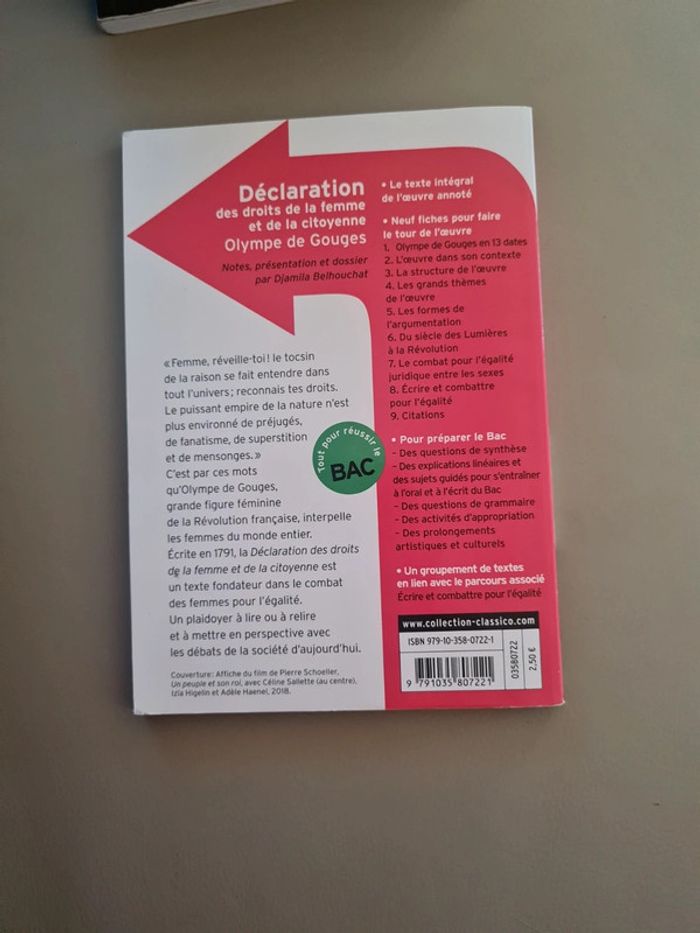 Déclaration
des droits de la femme
et de la citoyenne
Olympe de Gouges
Notes, présentation et dossier
par Djamila Belhouchat
« Femme, réveille-toi ! le tocsin
de la raison se fait entendre dans
tout l'univers ; reconnais tes droits.
Le puissant empire de la nature n'est
plus environné de préjugés,
de fanatisme, de superstition
et de mensonges. »
C'est par ces mots
qu'Olympe de Gouges,
grande figure féminine
de la Révolution française, interpelle
les femmes du monde entier.
Écrite en 1791, la Déclaration des droits
de la femme et de la citoyenne est
un texte fondateur dans le combat
des femmes pour l'égalité.
Un plaidoyer à lire ou à relire
et à mettre en perspective avec
les débats de la société d'aujourd'hui.
Couverture : Affiche du film de Pierre Schoeller,
Un peuple et son roi, avec Céline Sallette (au centre),
Izïa Higelin et Adèle Haenel, 2018.
Tout pour réussir le
BAC
• Le texte intégral
de l'œuvre annoté
• Neuf fiches pour faire
le tour de l'œuvre
1. Olympe de Gouges en 13 dates
2. L'œuvre dans son contexte
3. La structure de l'œuvre
4. Les grands thèmes
de l'œuvre
5. Les formes de
l'argumentation
6. Du siècle des Lumières
à la Révolution
7. Le combat pour l'égalité
juridique entre les sexes
8. Écrire et combattre
pour l'égalité
9. Citations
• Pour préparer le Bac
- Des questions de synthèse
- Des explications linéaires et
des sujets guidés pour s'entraîner
à l'oral et à l'écrit du Bac
- Des questions de grammaire
- Des activités d'appropriation
- Des prolongements
artistiques et culturels
• Un groupement de textes
en lien avec le parcours associé
Écrire et combattre pour l'égalité
www.collection-classico.com
ISBN 979-10-358-0722-1
9 791035 807221
03580722
2,50 €